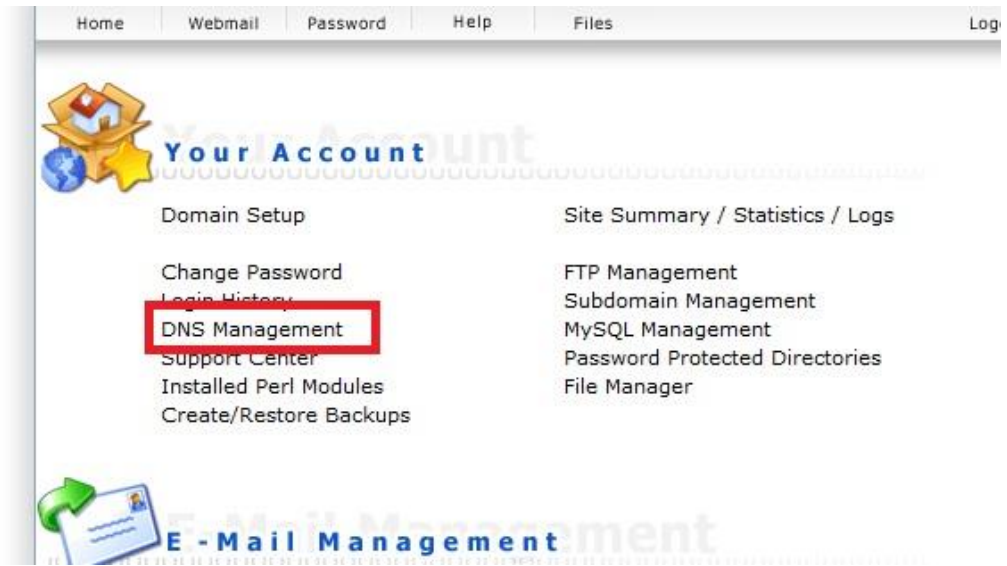 Home Webmail Password Help Files
Your Account
Domain Setup
Site Summary / Statistics / Logs
Change Password
Login History
DNS Management
Support Center
Installed Perl Modules
Create/Restore Backups
FTP Management
Subdomain Management
MySQL Management
Password Protected Directories
File Manager
E-Mail Management